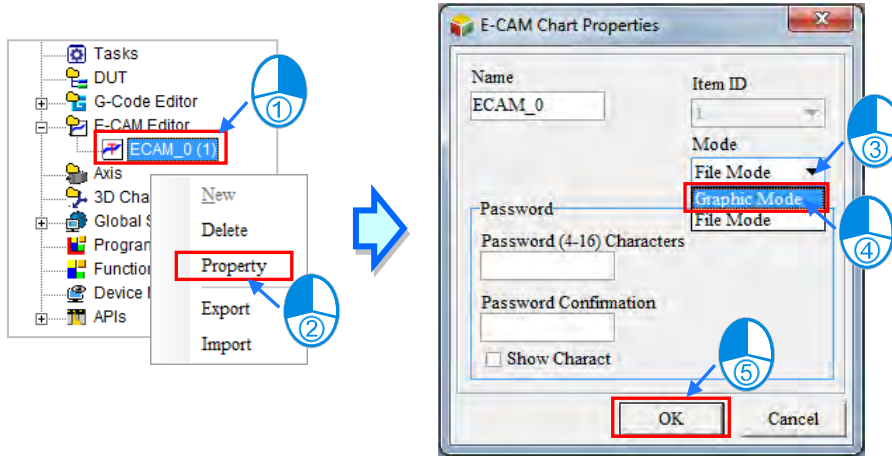 Tasks
DUT
G-Code Editor
E-CAM Editor
ECAM_0 (1)
①
Axis
3D Cha
Global S
Program
Function
Device
APIs
New
Delete
Property
②
Export
Import
E-CAM Chart Properties
Name
ECAM_0
Item ID
1
Mode
③
File Mode
Graphic Mode
File Mode
④
Password
Password (4-16) Characters
Password Confirmation
Show Charact
⑤
OK
Cancel